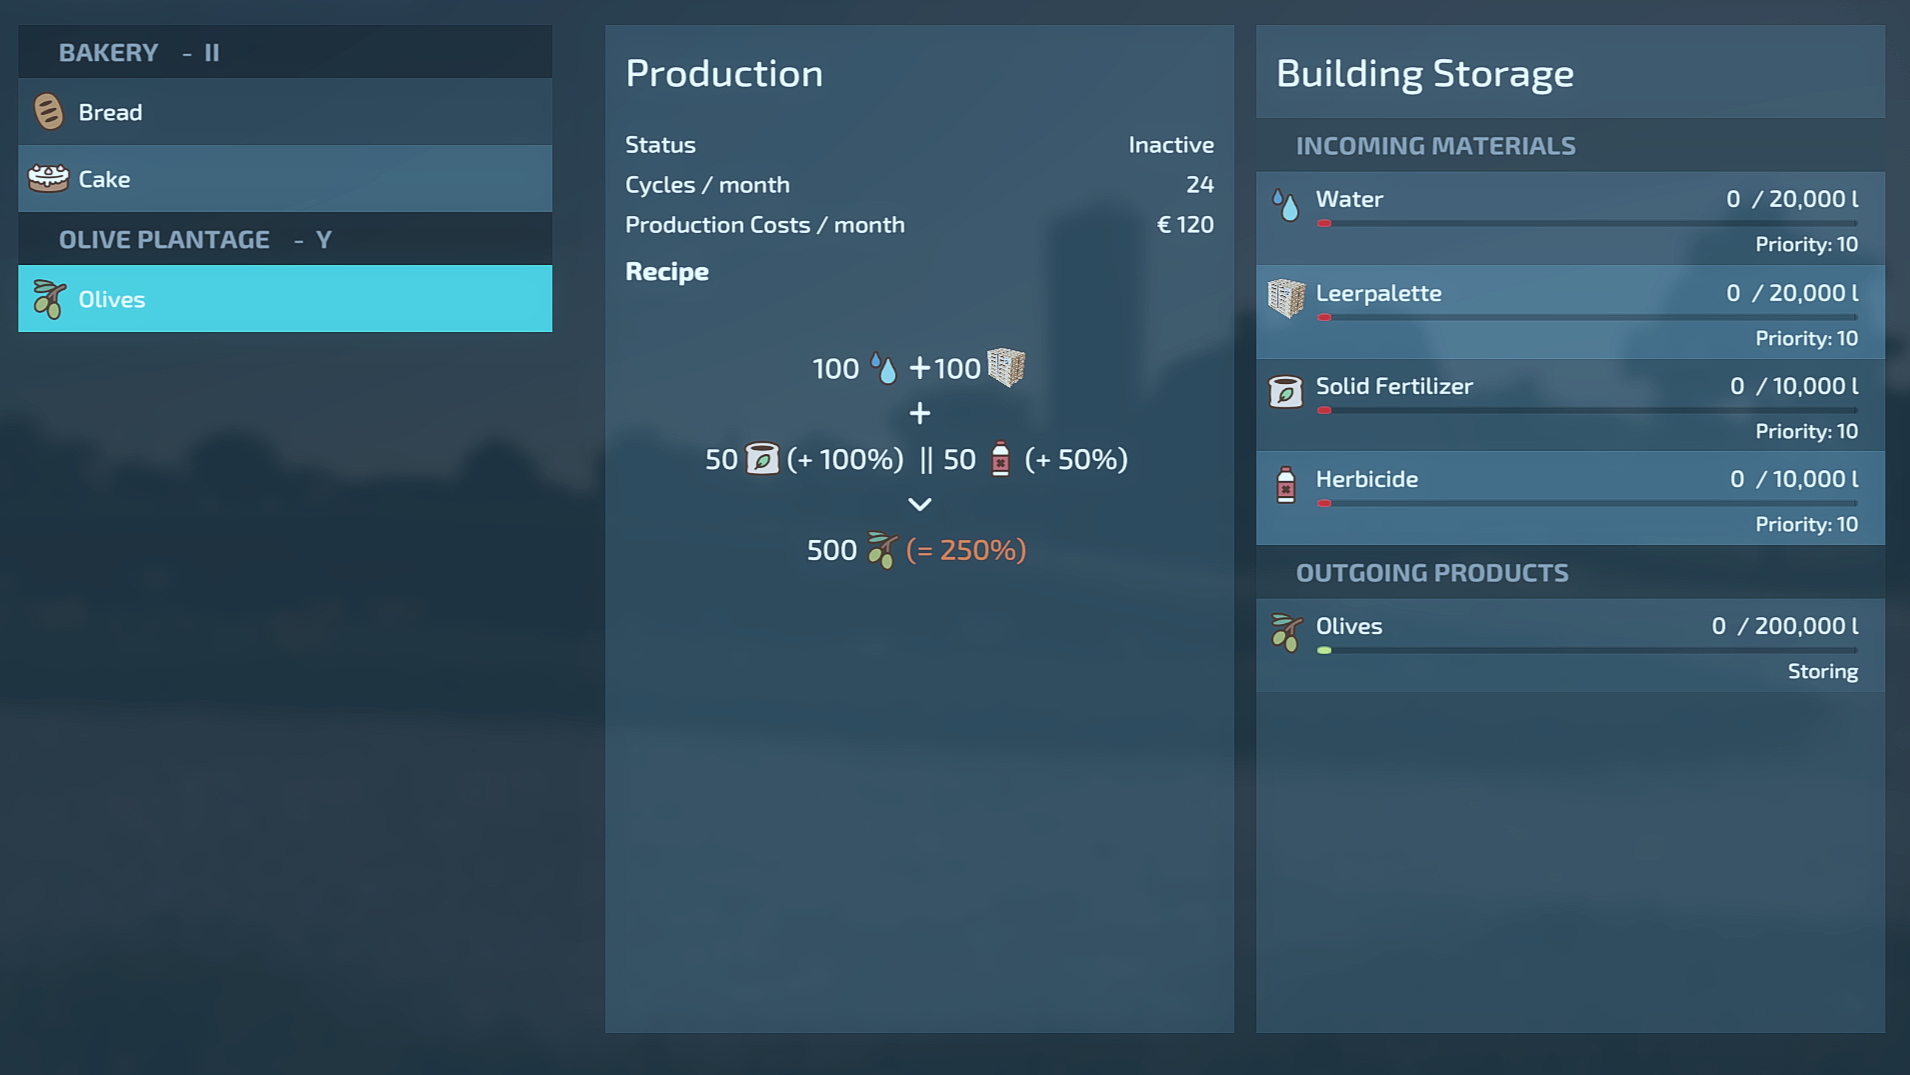 BAKERY - II
Bread
Cake
OLIVE PLANTAGE - Y
Olives
Production
Status Inactive
Cycles / month 24
Production Costs / month € 120
Recipe
100 + 100
+
50 (+ 100%) || 50 (+ 50%)
500 (= 250%)
Building Storage
INCOMING MATERIALS
Water 0 / 20,000 l
Priority: 10
Leerpalette 0 / 20,000 l
Priority: 10
Solid Fertilizer 0 / 10,000 l
Priority: 10
Herbicide 0 / 10,000 l
Priority: 10
OUTGOING PRODUCTS
Olives 0 / 200,000 l
Storing